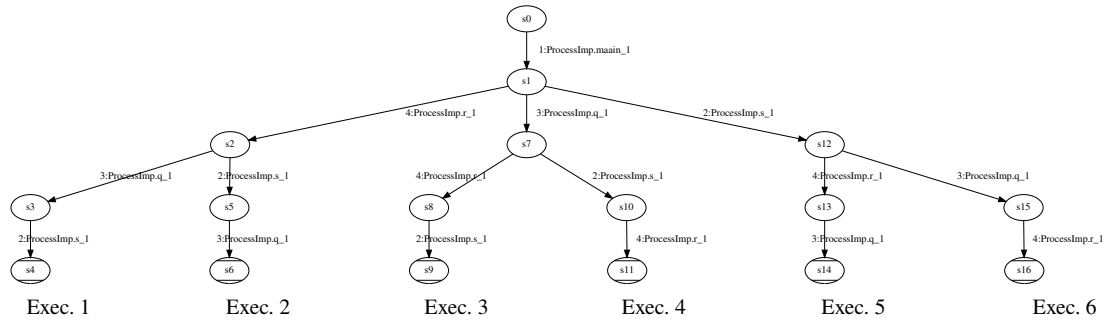 s0
1:ProcessImp.maain_1
s1
4:ProcessImp.r_1
3:ProcessImp.q_1
2:ProcessImp.s_1
s2
s7
s12
3:ProcessImp.q_1
2:ProcessImp.s_1
4:ProcessImp.r_1
2:ProcessImp.s_1
4:ProcessImp.r_1
3:ProcessImp.q_1
s3
s5
s8
s10
s13
s15
2:ProcessImp.s_1
3:ProcessImp.q_1
2:ProcessImp.s_1
4:ProcessImp.r_1
3:ProcessImp.q_1
4:ProcessImp.r_1
s4
s6
s9
s11
s14
s16
Exec. 1
Exec. 2
Exec. 3
Exec. 4
Exec. 5
Exec. 6